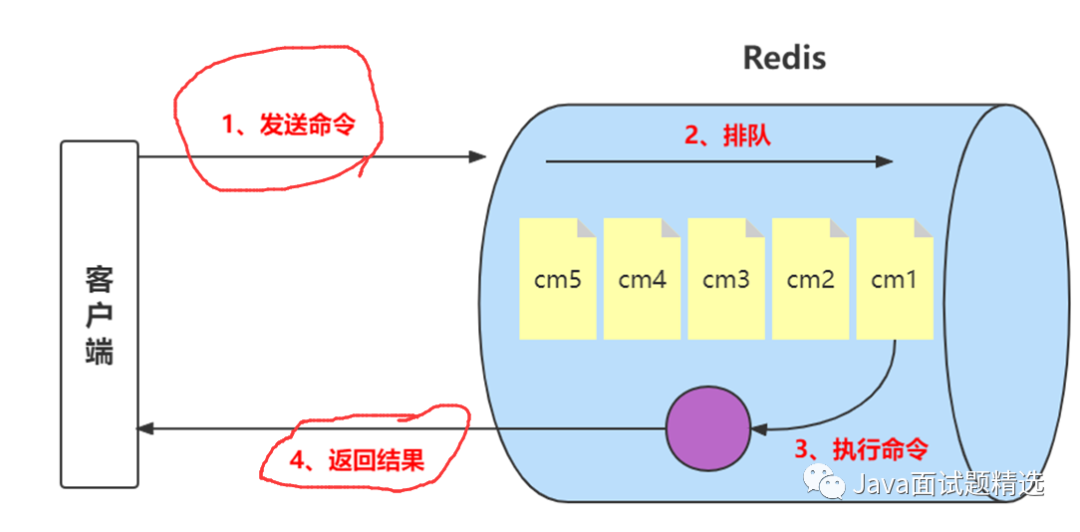 Redis
1、发送命令
2、排队
客户端
cm5 cm4 cm3 cm2 cm1
4、返回结果
3、执行命令
Java面试题精选